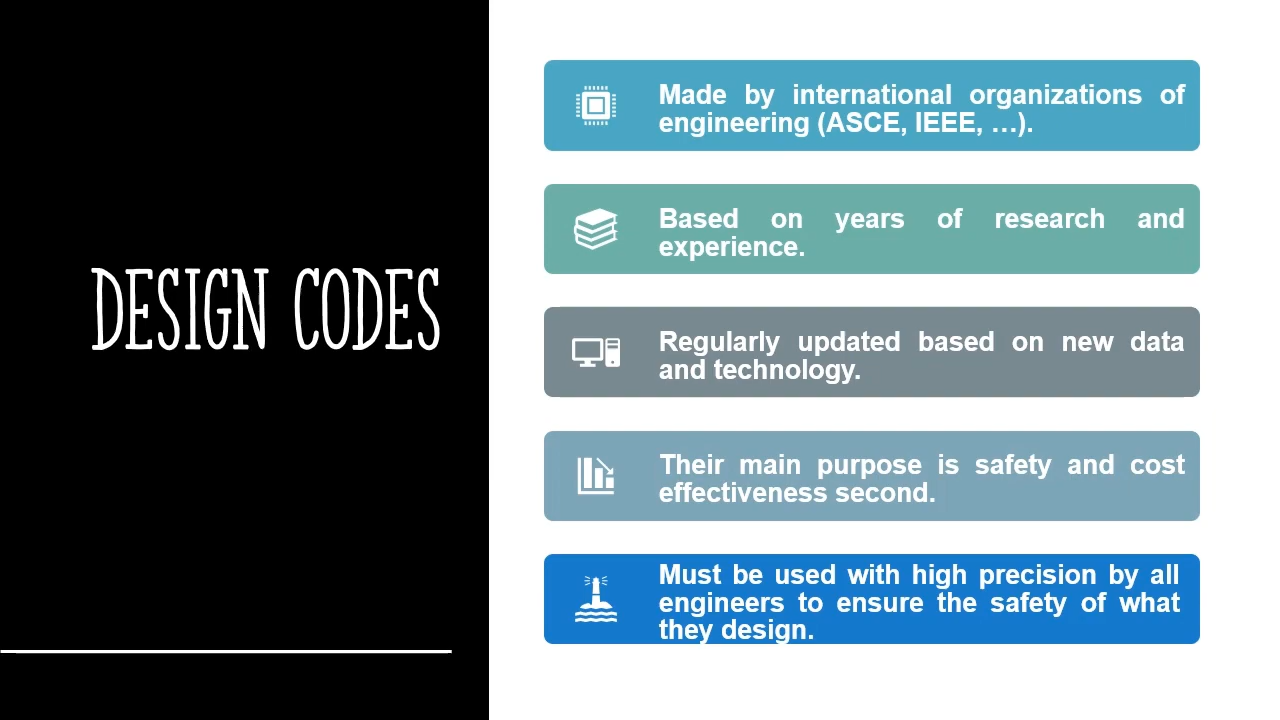 DESIGN CODES
Made by international organizations of
engineering (ASCE, IEEE, …).
Based on years of research and
experience.
Regularly updated based on new data
and technology.
Their main purpose is safety and cost
effectiveness second.
Must be used with high precision by all
engineers to ensure the safety of what
they design.